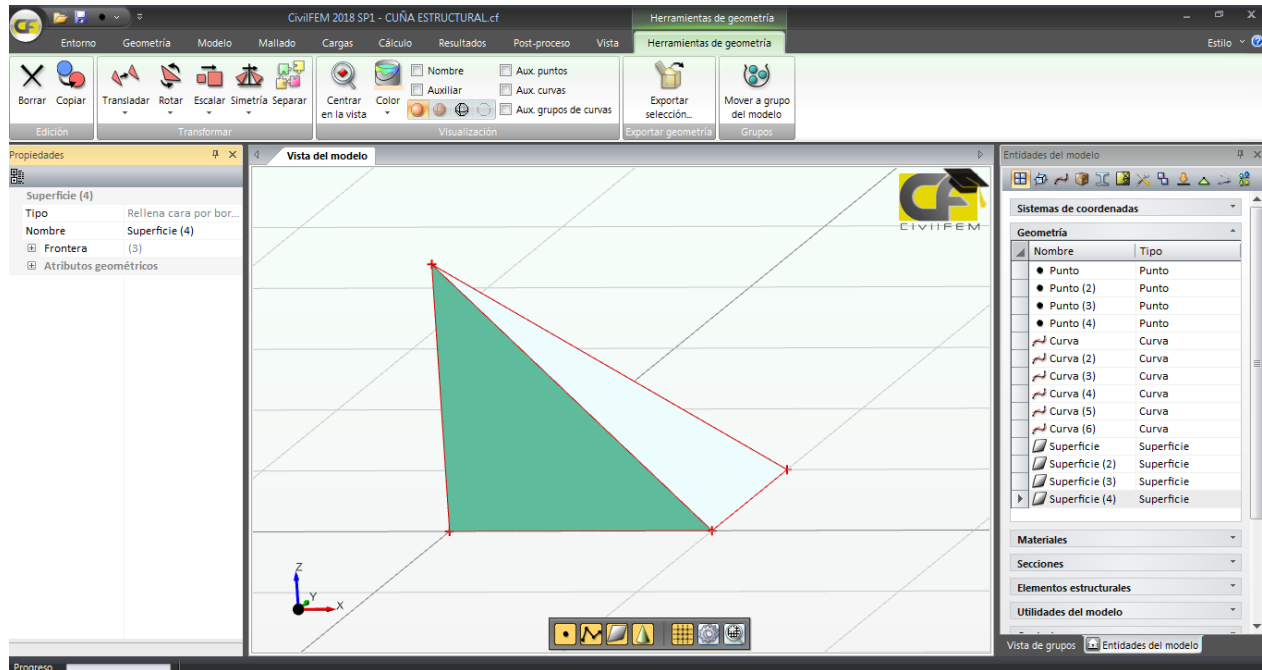 CivilFEM 2018 SP1 - CUÑA ESTRUCTURAL.cf
Herramientas de geometría
Entorno Geometría Modelo Mallado Cargas Cálculo Resultados Post-proceso Vista Herramientas de geometría Estilo
Borrar Copiar
Transladar Rotar Escalar Simetría Separar
Centrar en la vista
Color
Nombre
Auxiliar
Aux. puntos
Aux. curvas
Aux. grupos de curvas
Exportar selección...
Mover a grupo del modelo
Edición Transformar Visualización Exportar geometría Grupos
Propiedades
Superficie (4)
Tipo Rellena cara por bor...
Nombre Superficie (4)
Frontera (3)
Atributos geométricos
Vista del modelo
CF
CIVILFEM
Z
Y
X
Entidades del modelo
Sistemas de coordenadas
Geometría
Nombre Tipo
Punto Punto
Punto (2) Punto
Punto (3) Punto
Punto (4) Punto
Curva Curva
Curva (2) Curva
Curva (3) Curva
Curva (4) Curva
Curva (5) Curva
Curva (6) Curva
Superficie Superficie
Superficie (2) Superficie
Superficie (3) Superficie
Superficie (4) Superficie
Materiales
Secciones
Elementos estructurales
Utilidades del modelo
Vista de grupos Entidades del modelo
Progreso